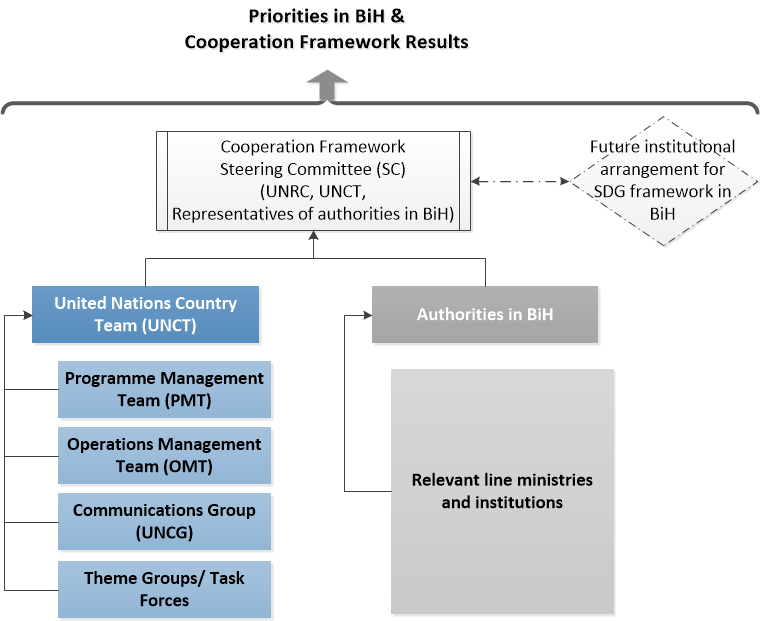 Priorities in BiH &
Cooperation Framework Results
Cooperation Framework
Steering Committee (SC)
(UNRC, UNCT,
Representatives of authorities in BiH)
Future institutional
arrangement for
SDG framework in
BiH
United Nations Country
Team (UNCT)
Authorities in BiH
Programme Management
Team (PMT)
Operations Management
Team (OMT)
Communications Group
(UNCG)
Theme Groups/ Task
Forces
Relevant line ministries
and institutions